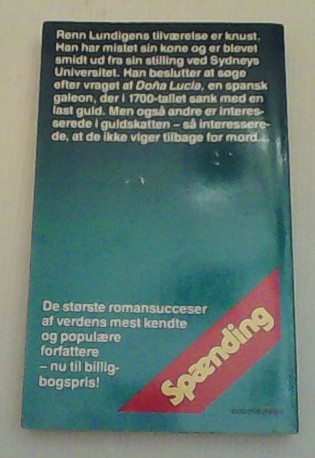 Renn Lundigens tilværelse er knust.
Han har mistet sin kone og er blevet
smidt ud fra sin stilling ved Sydneys
Universitet. Han beslutter at søge
efter vraget af Doña Lucia, en spansk
galeon, der i 1700-tallet sank med en
last guld. Men også andre er interes-
serede i guldskatten – så interessere-
de, at de ikke viger tilbage for mord...
De største romansucceser
af verdens mest kendte
og populære
forfattere
– nu til billig-
bogspris!
Spænding